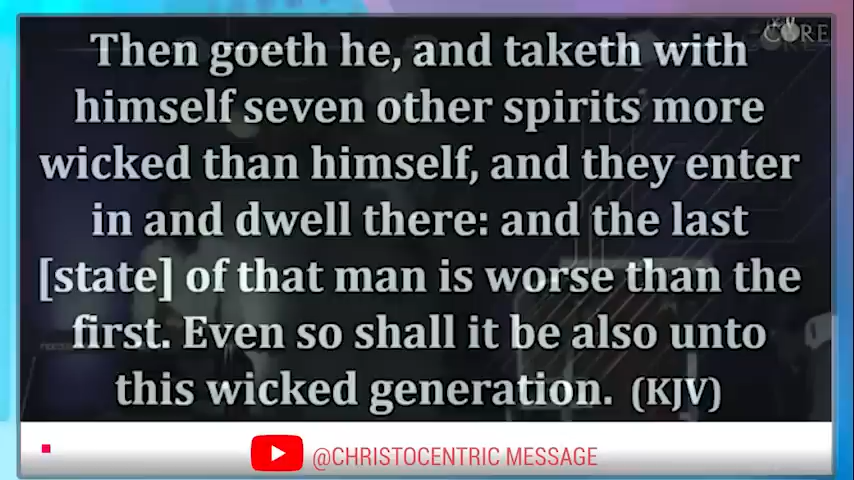 CORE
Then goeth he, and taketh with
himself seven other spirits more
wicked than himself, and they enter
in and dwell there: and the last
[state] of that man is worse than the
first. Even so shall it be also unto
this wicked generation. (KJV)
@CHRISTOCENTRIC MESSAGE